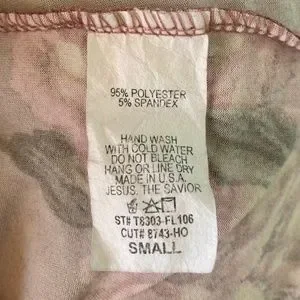 95% POLYESTER
5% SPANDEX
HAND WASH
WITH COLD WATER
DO NOT BLEACH
HANG OR LINE DRY
MADE IN U.S.A.
JESUS. THE SAVIOR
ST# T8303-FL106
CUT# 8743-HO
SMALL